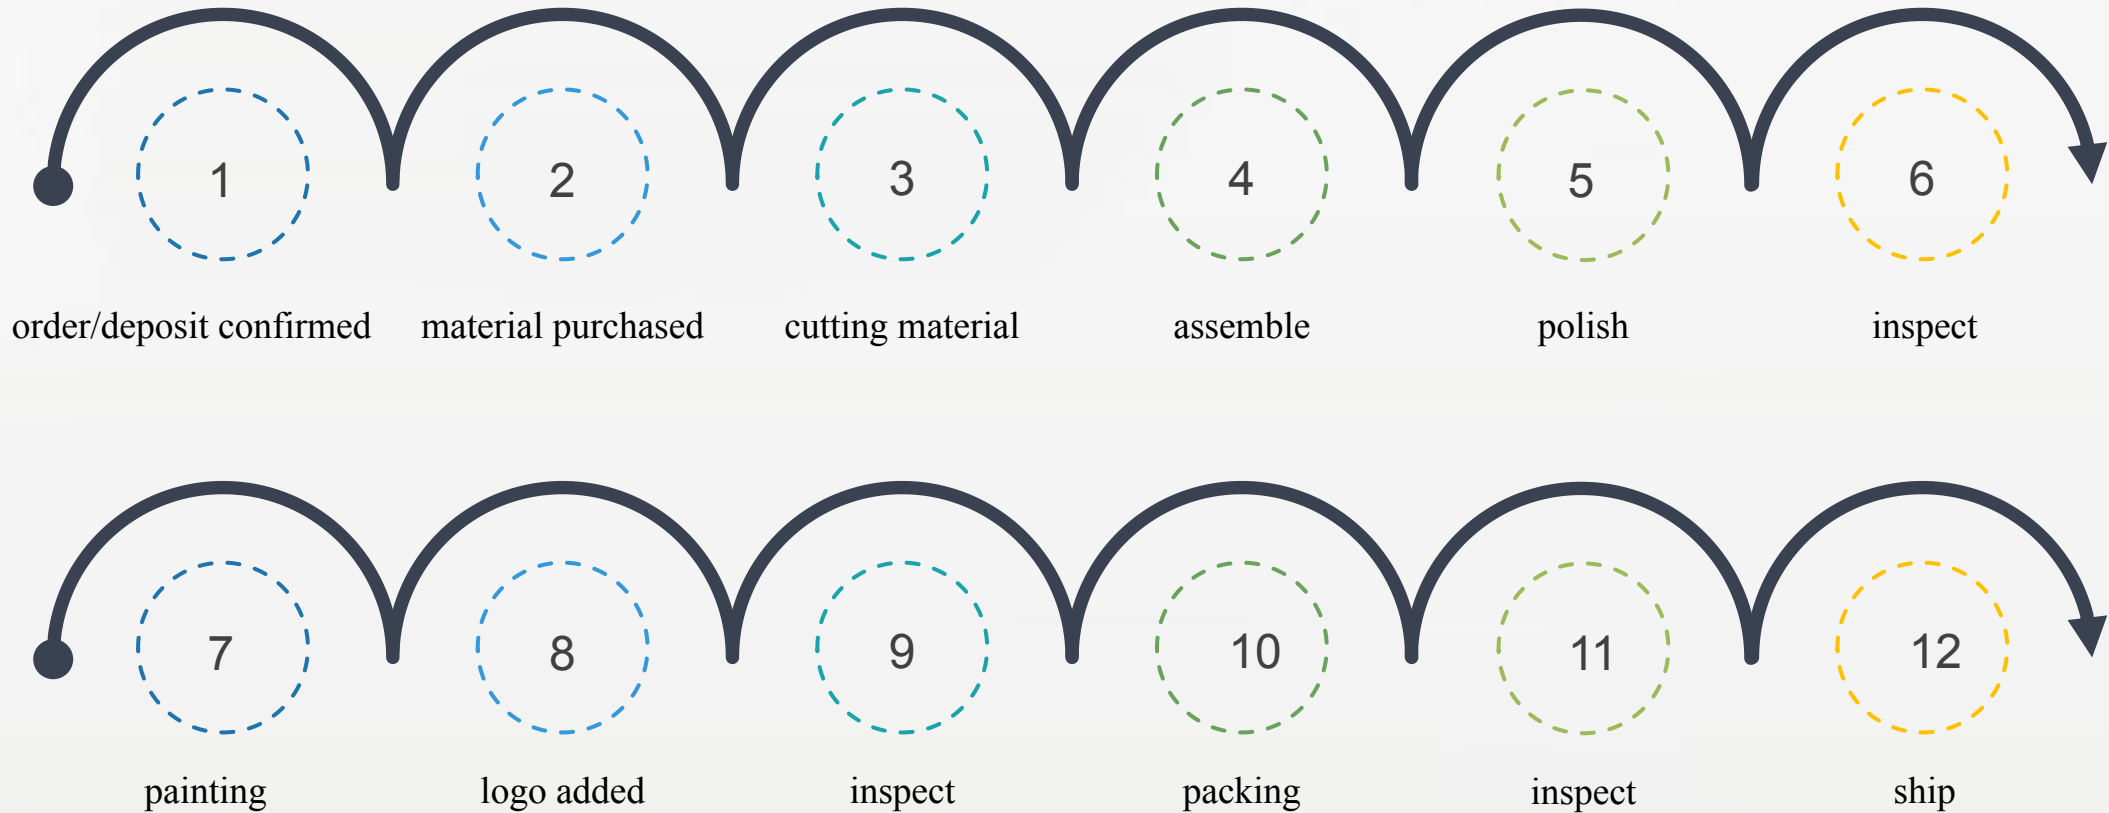 1 2 3 4 5 6
order/deposit confirmed material purchased cutting material assemble polish inspect
7 8 9 10 11 12
painting logo added inspect packing inspect ship